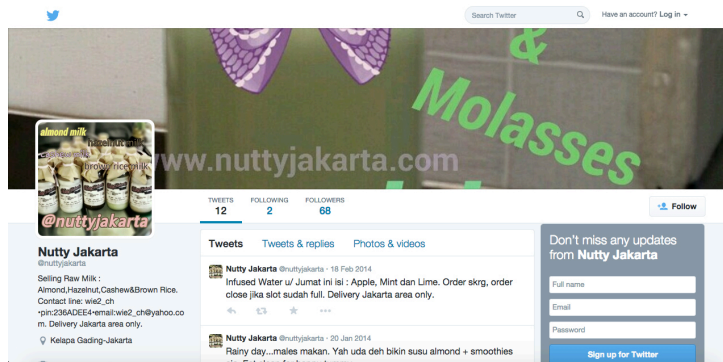 Search Twitter
Have an account? Log in
&
Molasses
www.nuttyjakarta.com
almond milk
hazelnut milk
brown rice milk
@nuttyjakarta
TWEETS
FOLLOWING
FOLLOWERS
12
2
68
Follow
Nutty Jakarta
@nuttyjakarta
Selling Raw Milk :
Almond,Hazelnut,Cashew&Brown Rice.
Contact line: wie2_ch
•pin:236ADEE4•email:wie2_ch@yahoo.co
m. Delivery Jakarta area only.
Kelapa Gading-Jakarta
Tweets
Tweets & replies
Photos & videos
Nutty Jakarta @nuttyjakarta · 18 Feb 2014
Infused Water u/ Jumat ini isi : Apple, Mint dan Lime. Order skrg, order
close jika slot sudah full. Delivery Jakarta area only.
Nutty Jakarta @nuttyjakarta · 20 Jan 2014
Rainy day...males makan. Yah uda deh bikin susu almond + smoothies
Don't miss any updates
from Nutty Jakarta
Full name
Email
Password
Sign up for Twitter